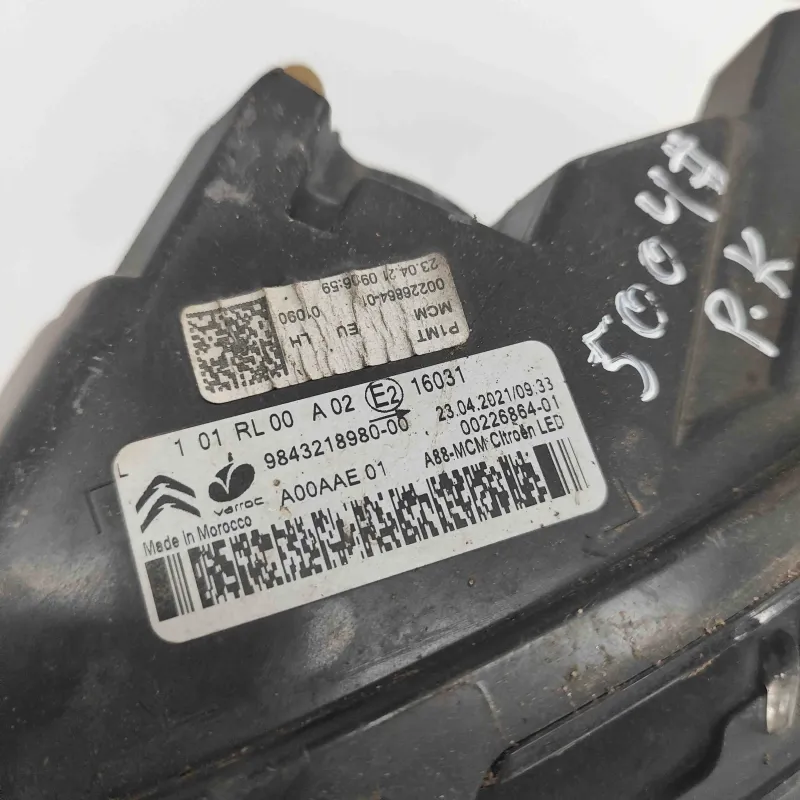 23.04.21 09:06:59
00226864-01
MCM EU LH 01090
P1MT
L 1 01 RL 00 A 02 E2 16031
9843218980-00 23.04.2021/09:33
00226864-01
varroc A00AAE 01 A88-MCM-Citroën LED
Made in Morocco
50047
P.K